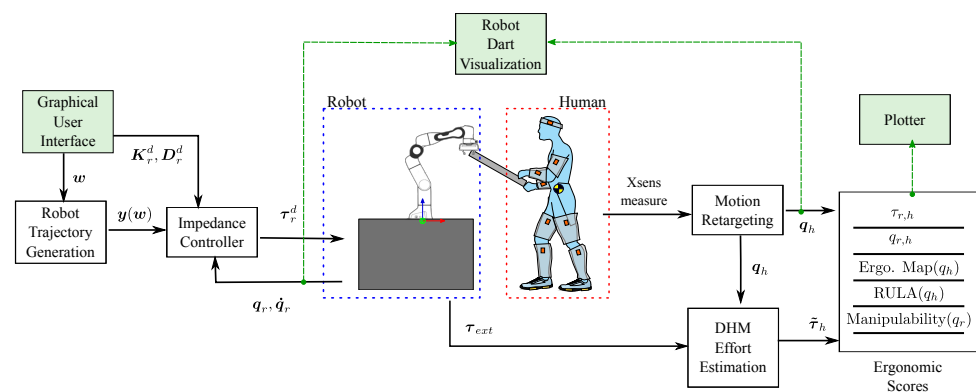 Robot
Dart
Visualization
Graphical
User
Interface
Robot
Human
Plotter
K_r^d, D_r^d
w
Xsens
measure
Motion
Retargeting
Robot
Trajectory
Generation
y(w)
Impedance
Controller
τ_r^d
q_h
τ_{r,h}
q_{r,h}
Ergo. Map(q_h)
RULA(q_h)
Manipulability(q_r)
q_h
q_r, q̇_r
τ_{ext}
DHM
Effort
Estimation
τ̃_h
Ergonomic
Scores